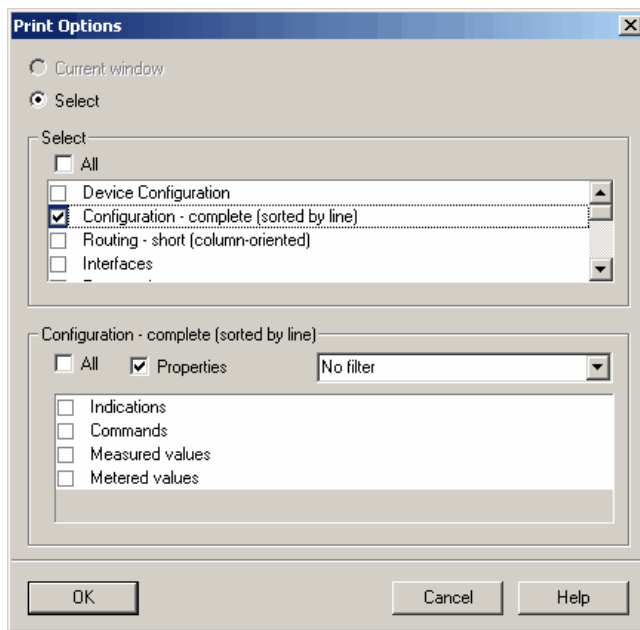 Print Options
Current window
Select
Select
All
Device Configuration
Configuration - complete (sorted by line)
Routing - short (column-oriented)
Interfaces
Configuration - complete (sorted by line)
All Properties No filter
Indications
Commands
Measured values
Metered values
OK Cancel Help